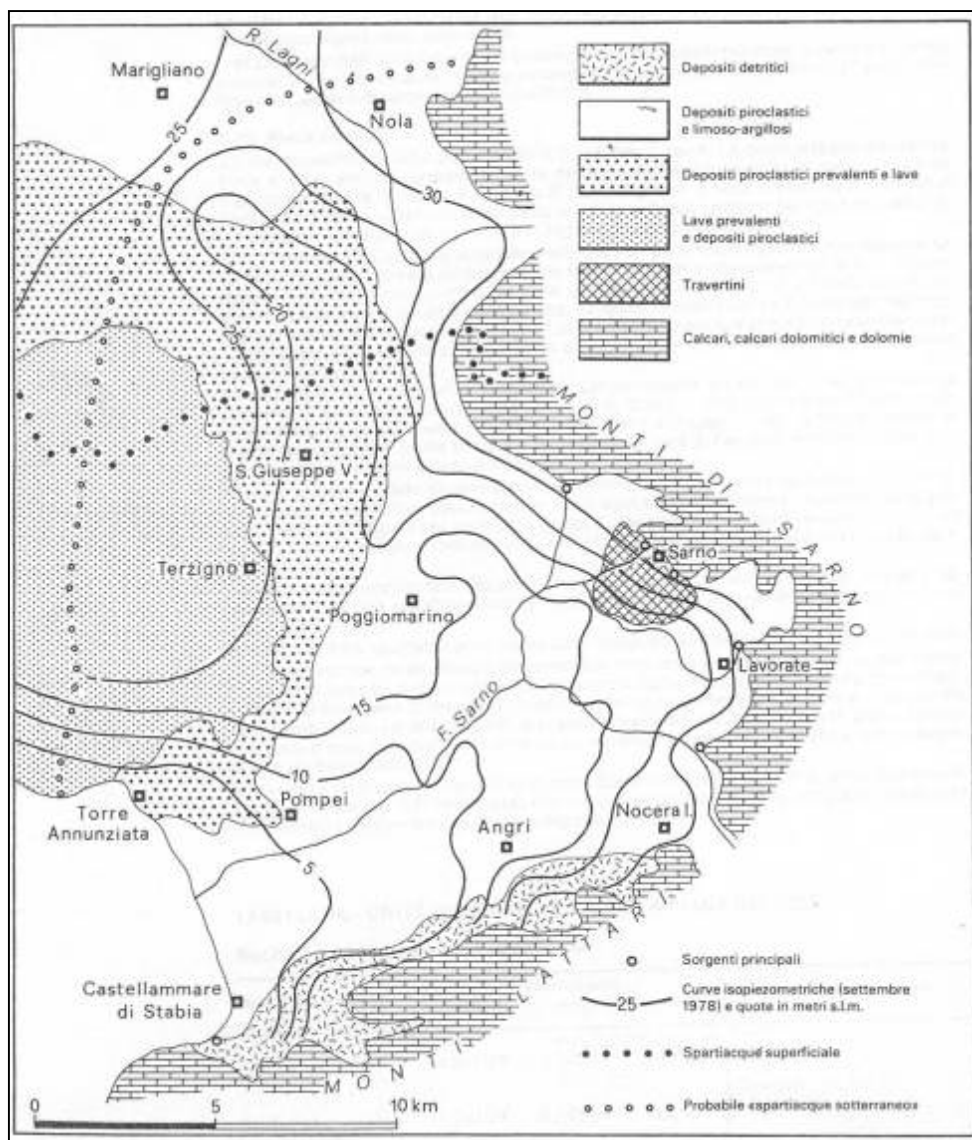 R. Lagni
Marigliano
Nola
25
30
20
25
S.Giuseppe V.
Terzigno
Poggiomarino
Sarno
Lavorate
MONTI DI SARNO
15
F. Sarno
10
Pompei
Torre
Annunziata
Angri
Nocera I.
5
Castellammare
di Stabia
MONTI LATTARI
0 5 10 km
Depositi detritici
Depositi piroclastici
e limoso-argillosi
Depositi piroclastici prevalenti e lave
Lave prevalenti
e depositi piroclastici
Travertini
Calcari, calcari dolomitici e dolomie
Sorgenti principali
25
Curve isopiezometriche (settembre
1978) e quote in metri s.l.m.
Spartiacque superficiale
Probabile «spartiacque sotterraneo»